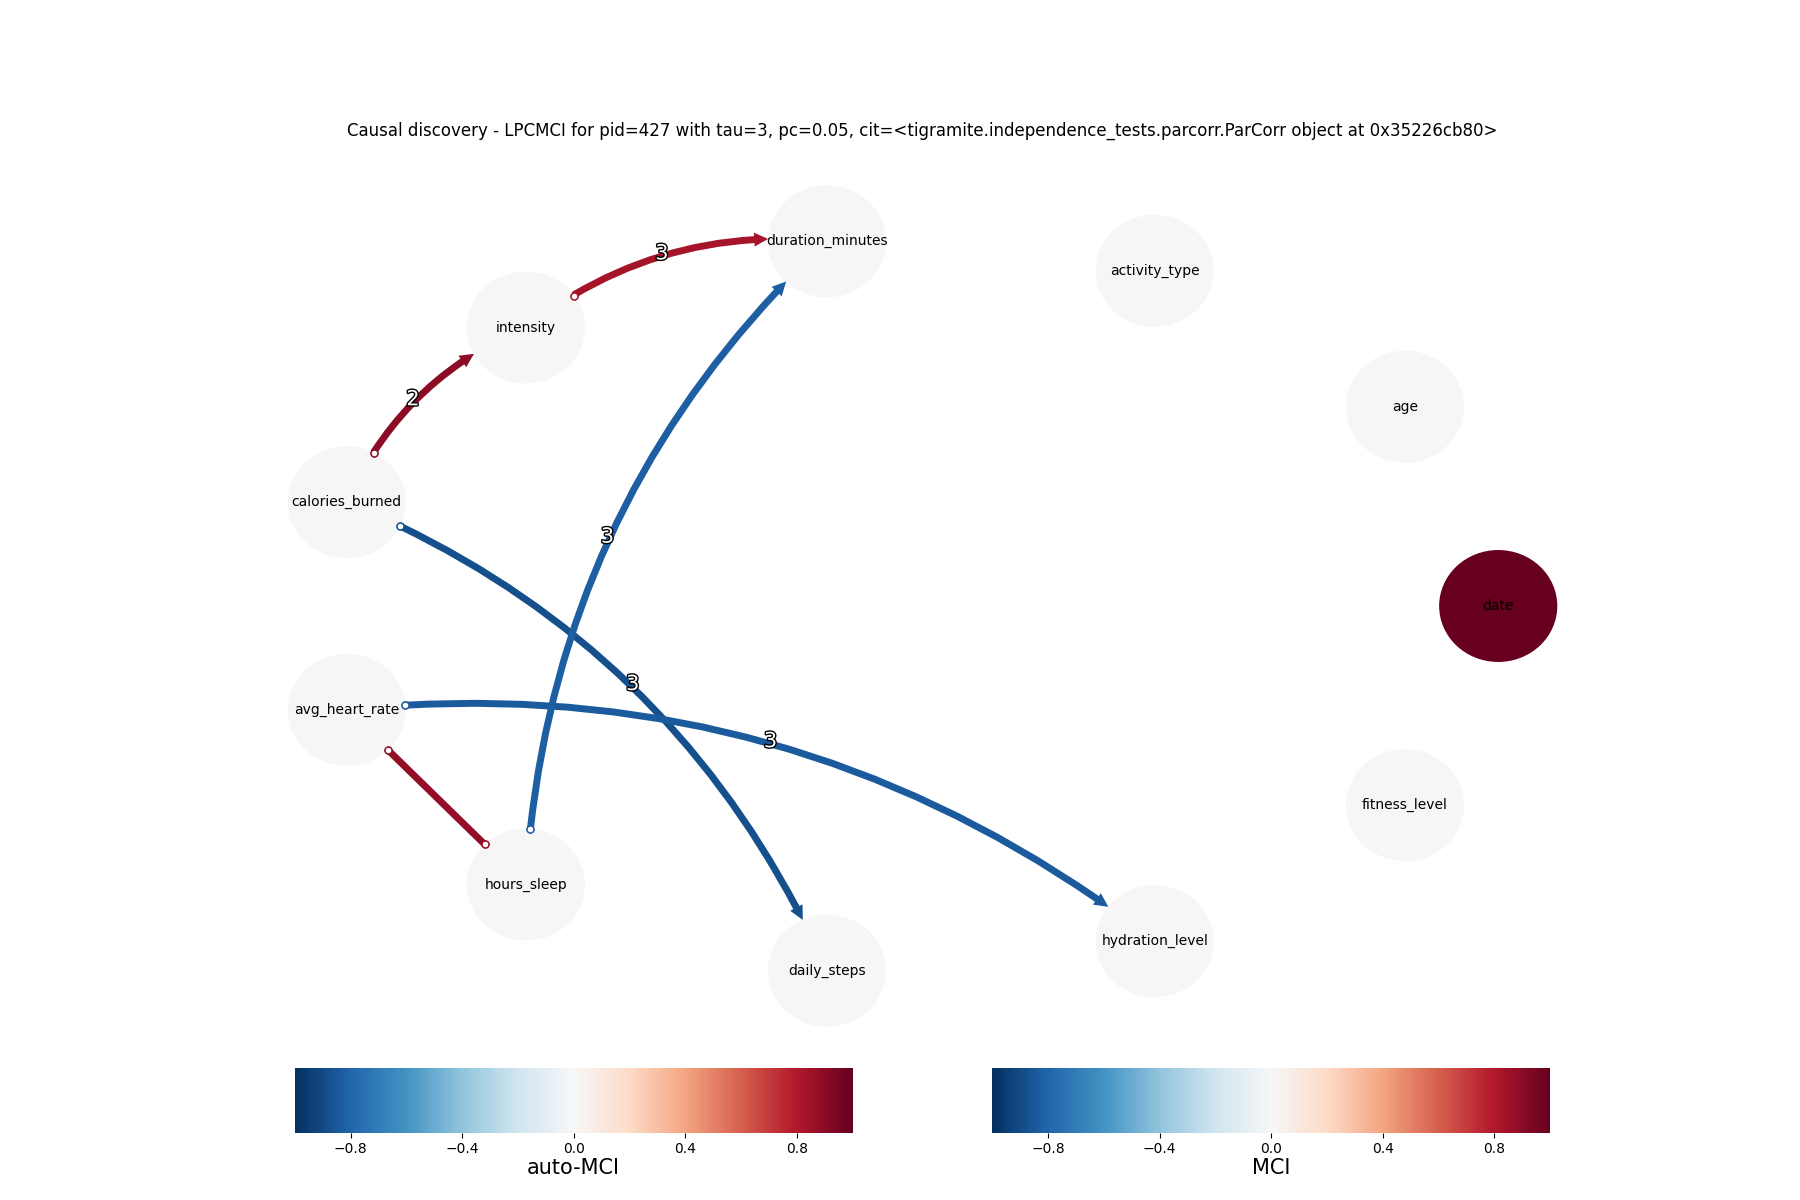 Causal discovery - LPCMCI for pid=427 with tau=3, pc=0.05, cit=<tigramite.independence_tests.parcorr.ParCorr object at 0x35226cb80>
duration_minutes
3
activity_type
intensity
2
age
calories_burned
3
date
3
avg_heart_rate
3
fitness_level
hours_sleep
hydration_level
daily_steps
−0.8 −0.4 0.0 0.4 0.8
auto-MCI
−0.8 −0.4 0.0 0.4 0.8
MCI